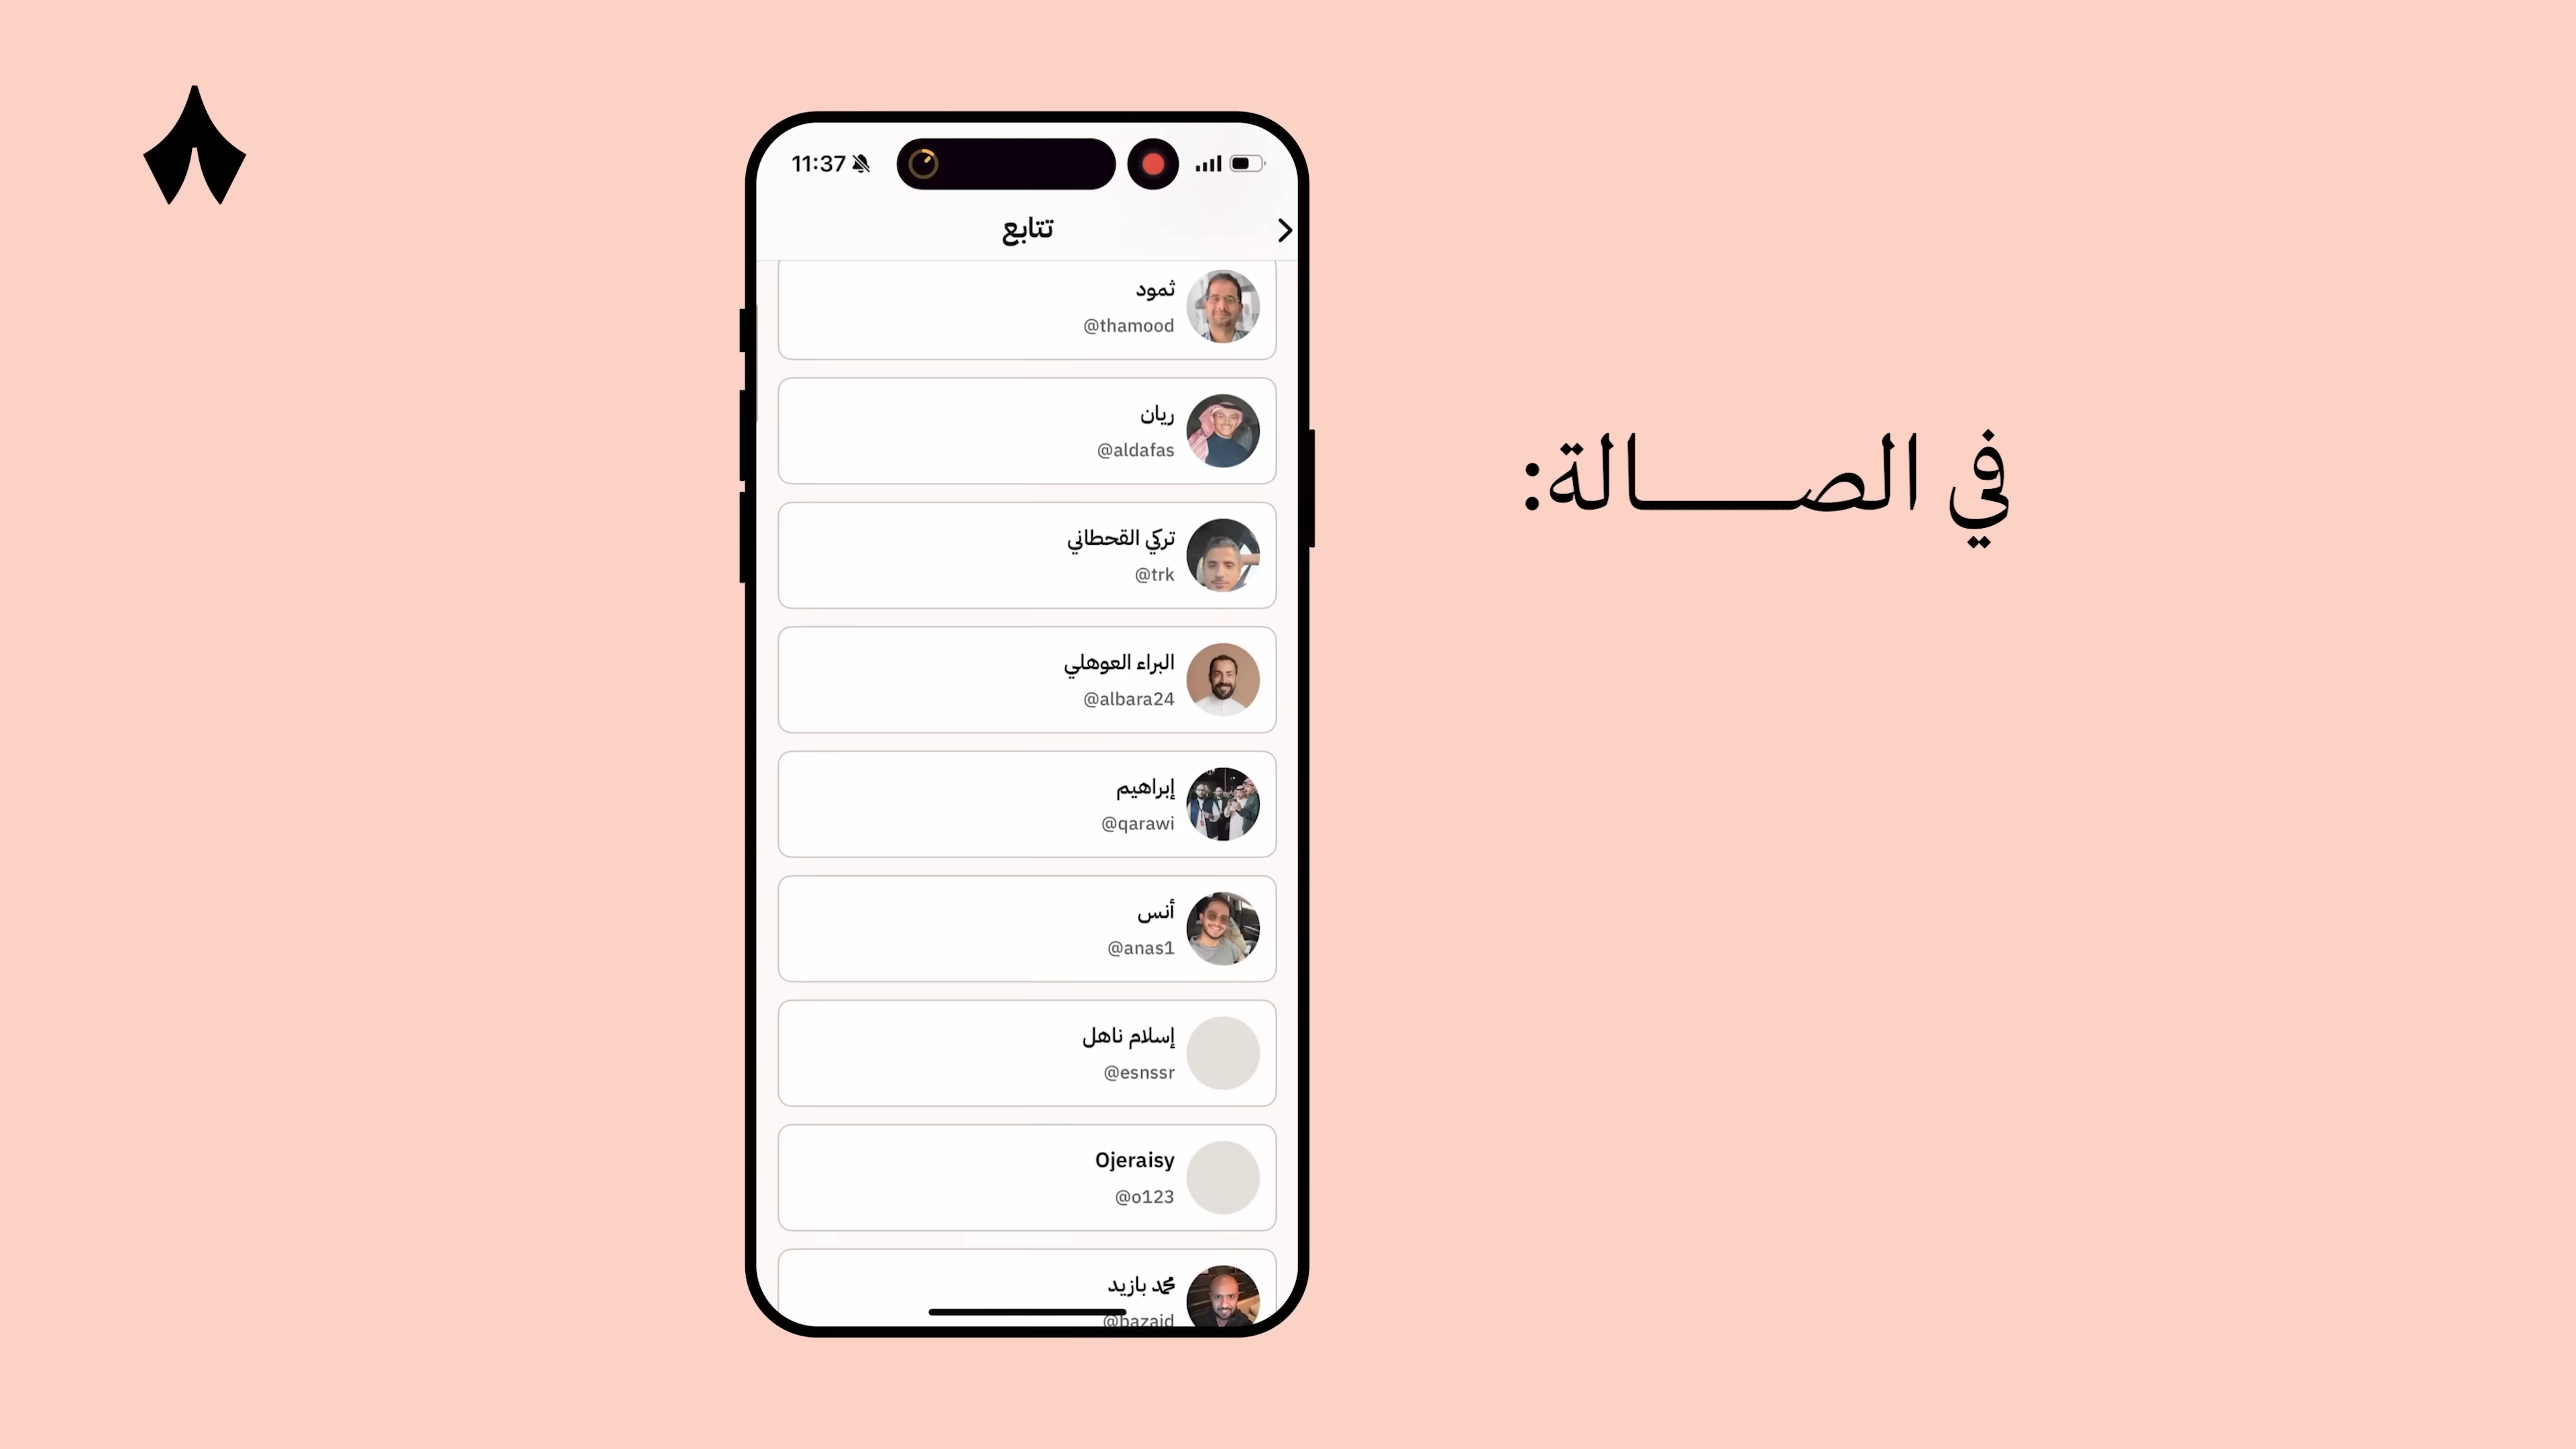 11:37
تتابع
ثمود
@thamood
ريان
@aldafas
تركي القحطاني
@trk
البراء العوهلي
@albara24
إبراهيم
@qarawi
أنس
@anas1
إسلام ناهل
@esnssr
Ojeraisy
@o123
محمد بازيد
@bazaid
في الصـــــالة: